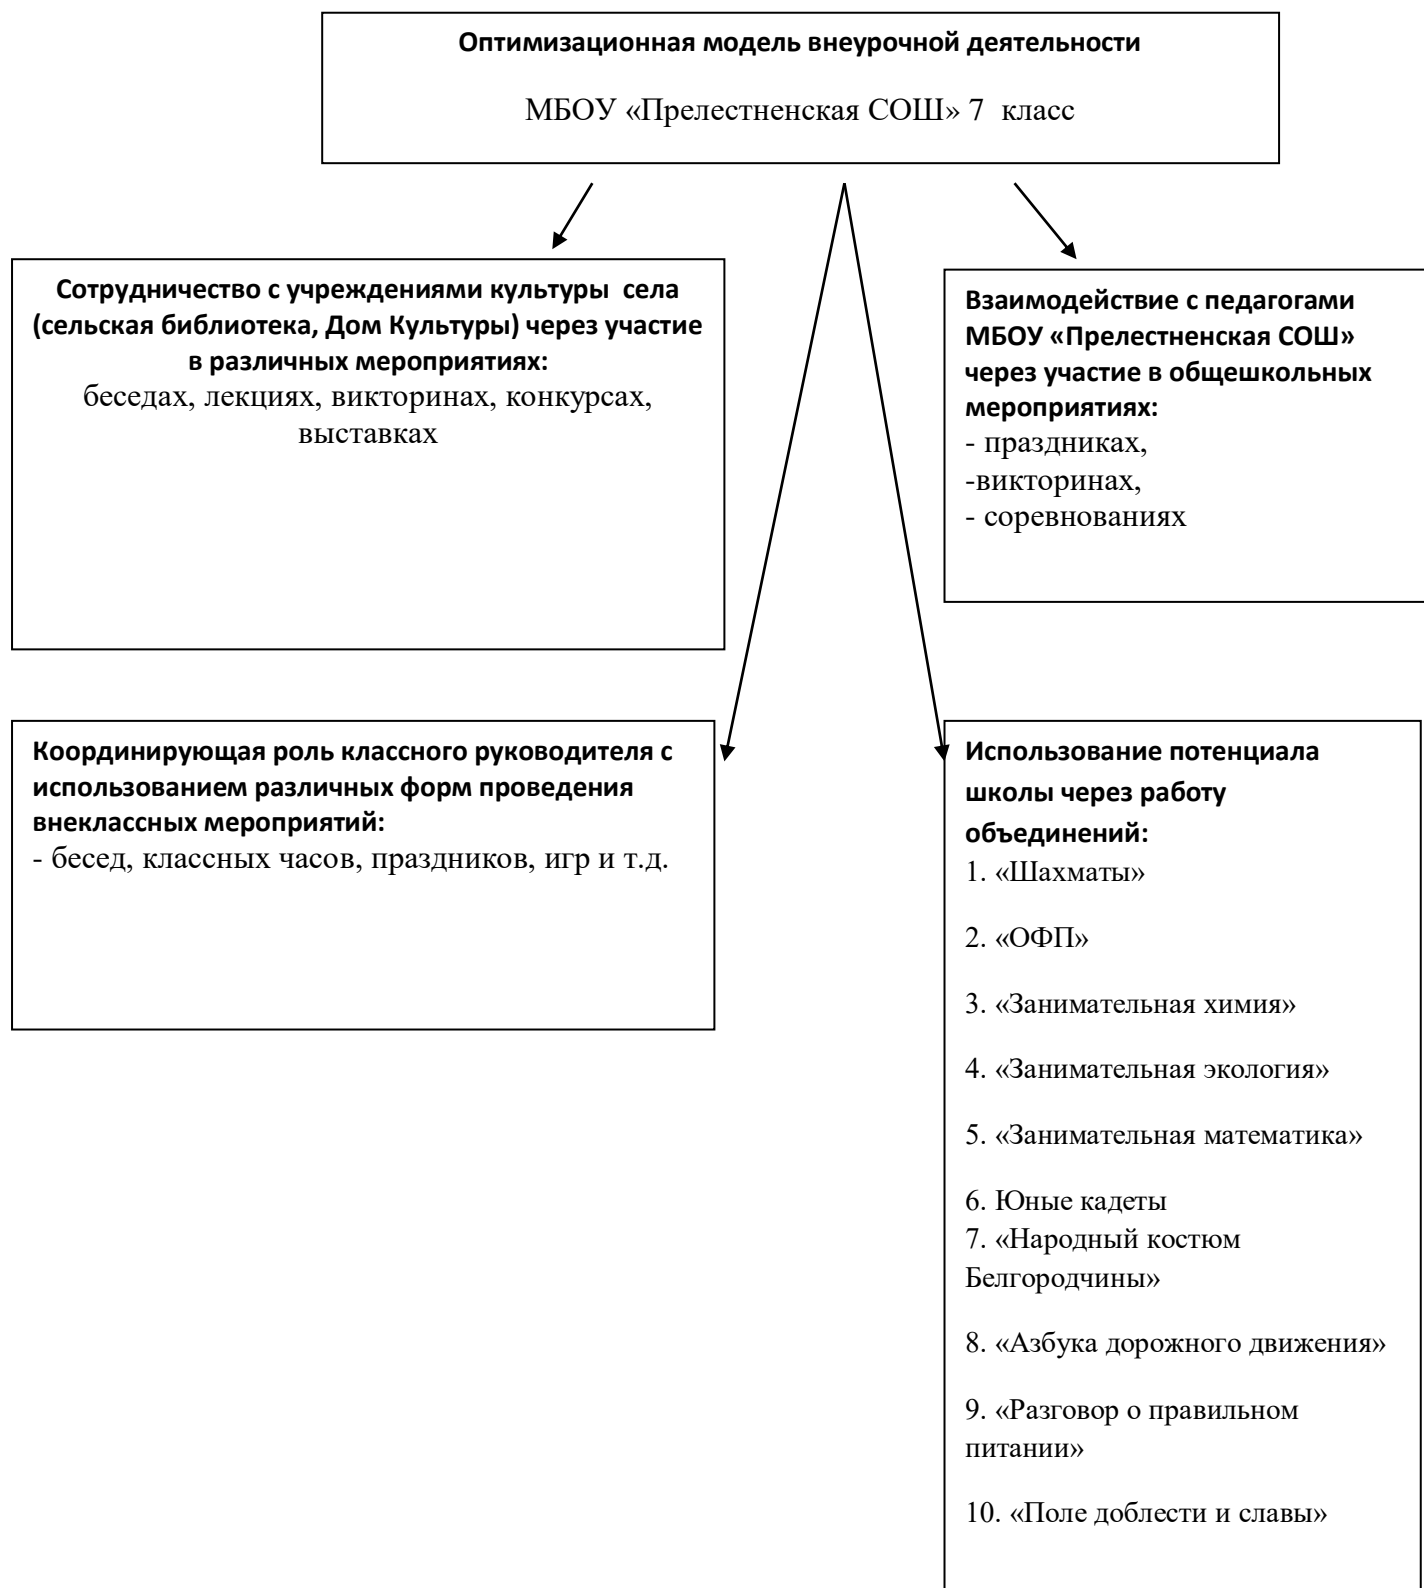 Оптимизационная модель внеурочной деятельности
МБОУ «Прелестненская СОШ» 7 класс
Сотрудничество с учреждениями культуры села
(сельская библиотека, Дом Культуры) через участие
в различных мероприятиях:
беседах, лекциях, викторинах, конкурсах,
выставках
Взаимодействие с педагогами
МБОУ «Прелестненская СОШ»
через участие в общешкольных
мероприятиях:
- праздниках,
-викторинах,
- соревнованиях
Координирующая роль классного руководителя с
использованием различных форм проведения
внеклассных мероприятий:
- бесед, классных часов, праздников, игр и т.д.
Использование потенциала
школы через работу
объединений:
1. «Шахматы»
2. «ОФП»
3. «Занимательная химия»
4. «Занимательная экология»
5. «Занимательная математика»
6. Юные кадеты
7. «Народный костюм
Белгородчины»
8. «Азбука дорожного движения»
9. «Разговор о правильном
питании»
10. «Поле доблести и славы»